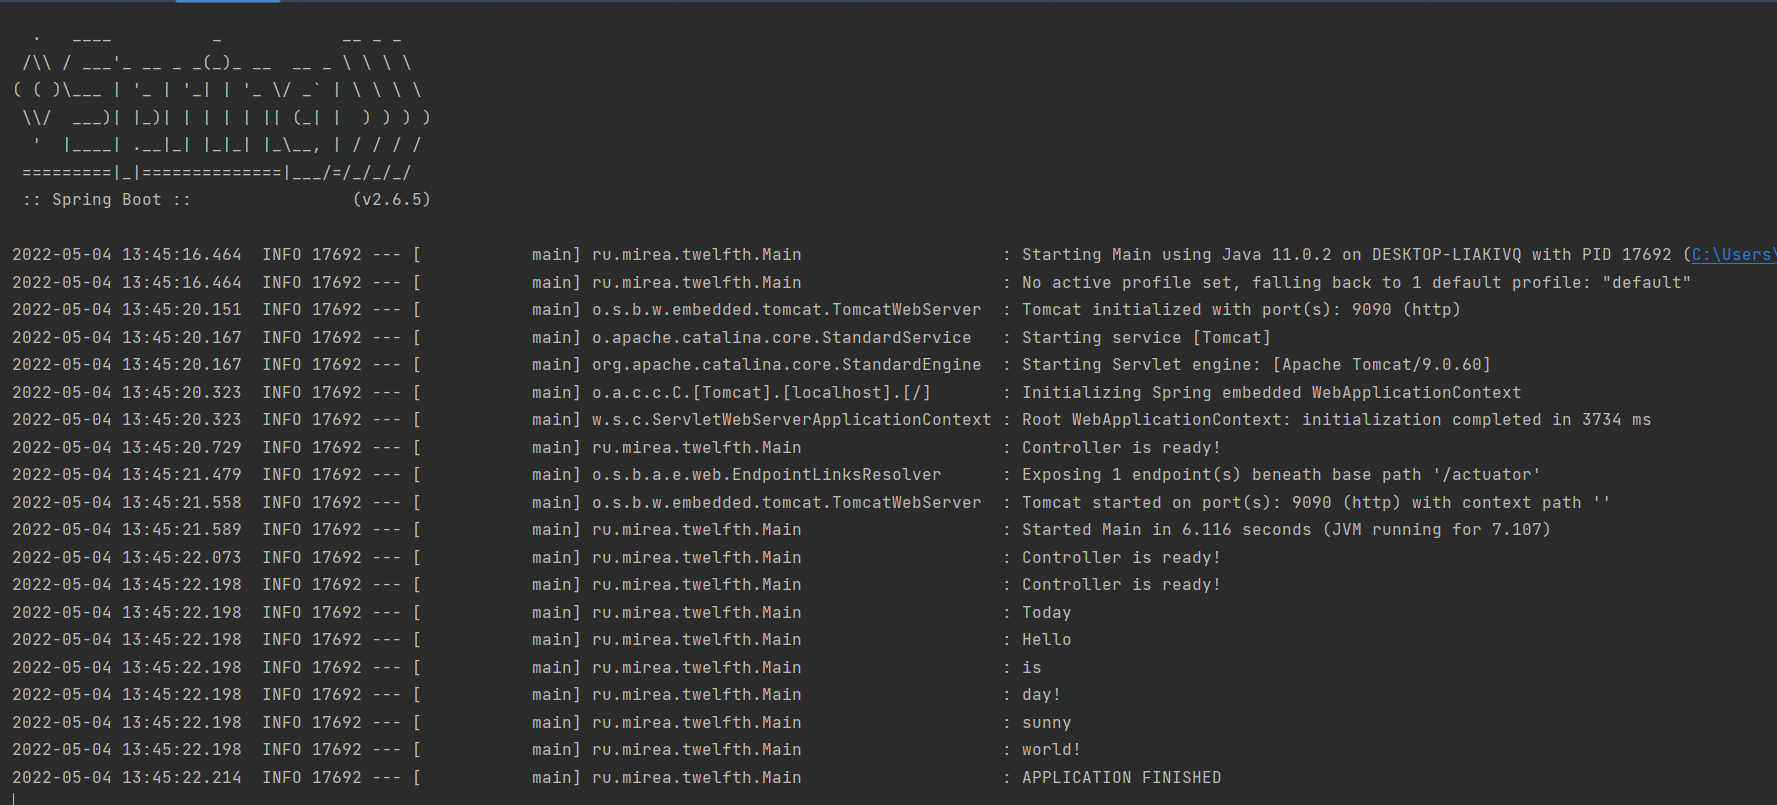 .   ____          _            __ _ _
 /\\ / ___'_ __ _ _(_)_ __  __ _ \ \ \ \
( ( )\___ | '_ | '_| | '_ \/ _` | \ \ \ \
 \\/  ___)| |_)| | | | | || (_| |  ) ) ) )
  '  |____| .__|_| |_|_| |_\__, | / / / /
 =========|_|==============|___/=/_/_/_/
 :: Spring Boot ::                (v2.6.5)

2022-05-04 13:45:16.464  INFO 17692 --- [           main] ru.mirea.twelfth.Main                    : Starting Main using Java 11.0.2 on DESKTOP-LIAKIVQ with PID 17692 (C:\Users\
2022-05-04 13:45:16.464  INFO 17692 --- [           main] ru.mirea.twelfth.Main                    : No active profile set, falling back to 1 default profile: "default"
2022-05-04 13:45:20.151  INFO 17692 --- [           main] o.s.b.w.embedded.tomcat.TomcatWebServer  : Tomcat initialized with port(s): 9090 (http)
2022-05-04 13:45:20.167  INFO 17692 --- [           main] o.apache.catalina.core.StandardService   : Starting service [Tomcat]
2022-05-04 13:45:20.167  INFO 17692 --- [           main] org.apache.catalina.core.StandardEngine  : Starting Servlet engine: [Apache Tomcat/9.0.60]
2022-05-04 13:45:20.323  INFO 17692 --- [           main] o.a.c.c.C.[Tomcat].[localhost].[/]       : Initializing Spring embedded WebApplicationContext
2022-05-04 13:45:20.323  INFO 17692 --- [           main] w.s.c.ServletWebServerApplicationContext : Root WebApplicationContext: initialization completed in 3734 ms
2022-05-04 13:45:20.729  INFO 17692 --- [           main] ru.mirea.twelfth.Main                    : Controller is ready!
2022-05-04 13:45:21.479  INFO 17692 --- [           main] o.s.b.a.e.web.EndpointLinksResolver      : Exposing 1 endpoint(s) beneath base path '/actuator'
2022-05-04 13:45:21.558  INFO 17692 --- [           main] o.s.b.w.embedded.tomcat.TomcatWebServer  : Tomcat started on port(s): 9090 (http) with context path ''
2022-05-04 13:45:21.589  INFO 17692 --- [           main] ru.mirea.twelfth.Main                    : Started Main in 6.116 seconds (JVM running for 7.107)
2022-05-04 13:45:22.073  INFO 17692 --- [           main] ru.mirea.twelfth.Main                    : Controller is ready!
2022-05-04 13:45:22.198  INFO 17692 --- [           main] ru.mirea.twelfth.Main                    : Controller is ready!
2022-05-04 13:45:22.198  INFO 17692 --- [           main] ru.mirea.twelfth.Main                    : Today
2022-05-04 13:45:22.198  INFO 17692 --- [           main] ru.mirea.twelfth.Main                    : Hello
2022-05-04 13:45:22.198  INFO 17692 --- [           main] ru.mirea.twelfth.Main                    : is
2022-05-04 13:45:22.198  INFO 17692 --- [           main] ru.mirea.twelfth.Main                    : day!
2022-05-04 13:45:22.198  INFO 17692 --- [           main] ru.mirea.twelfth.Main                    : sunny
2022-05-04 13:45:22.198  INFO 17692 --- [           main] ru.mirea.twelfth.Main                    : world!
2022-05-04 13:45:22.214  INFO 17692 --- [           main] ru.mirea.twelfth.Main                    : APPLICATION FINISHED